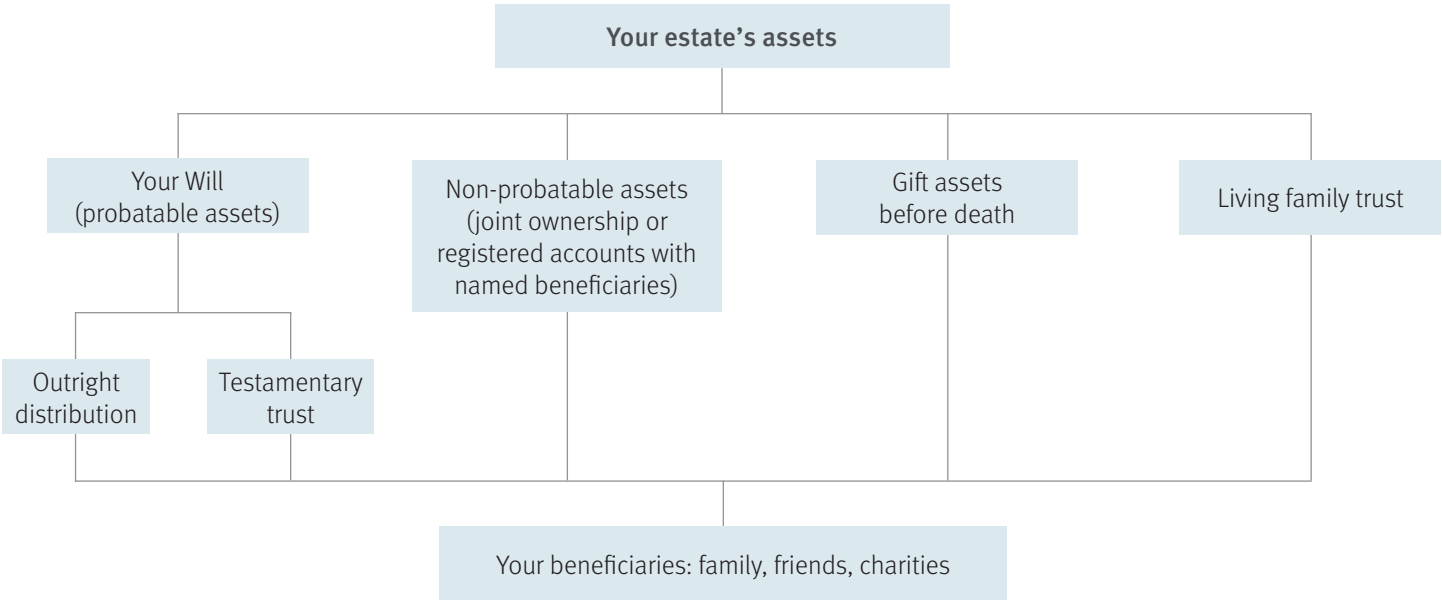 Your estate’s assets
Your Will
(probatable assets)
Non-probatable assets
(joint ownership or
registered accounts with
named beneficiaries)
Gift assets
before death
Living family trust
Outright
distribution
Testamentary
trust
Your beneficiaries: family, friends, charities